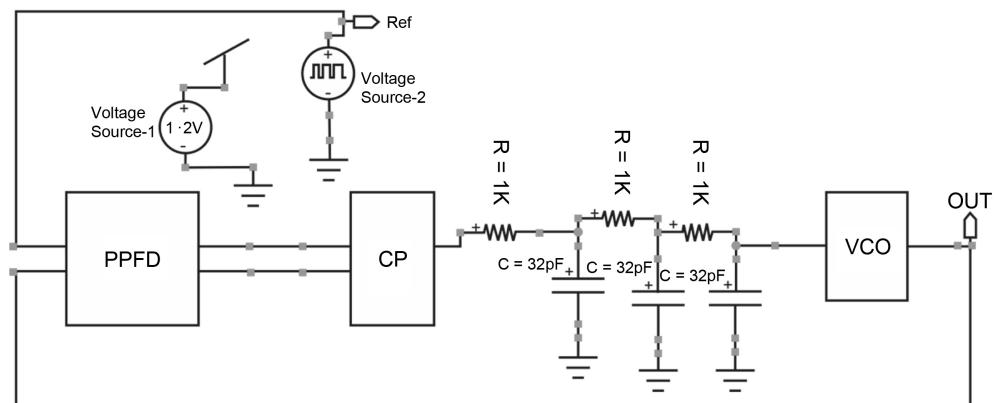 Ref
Voltage
Source-2
+
-
Voltage
Source-1
+
1·2V
-
R = 1K
R = 1K
R = 1K
+
+
+
OUT
PPFD
CP
VCO
C = 32pF
C = 32pF
C = 32pF
+
+
+